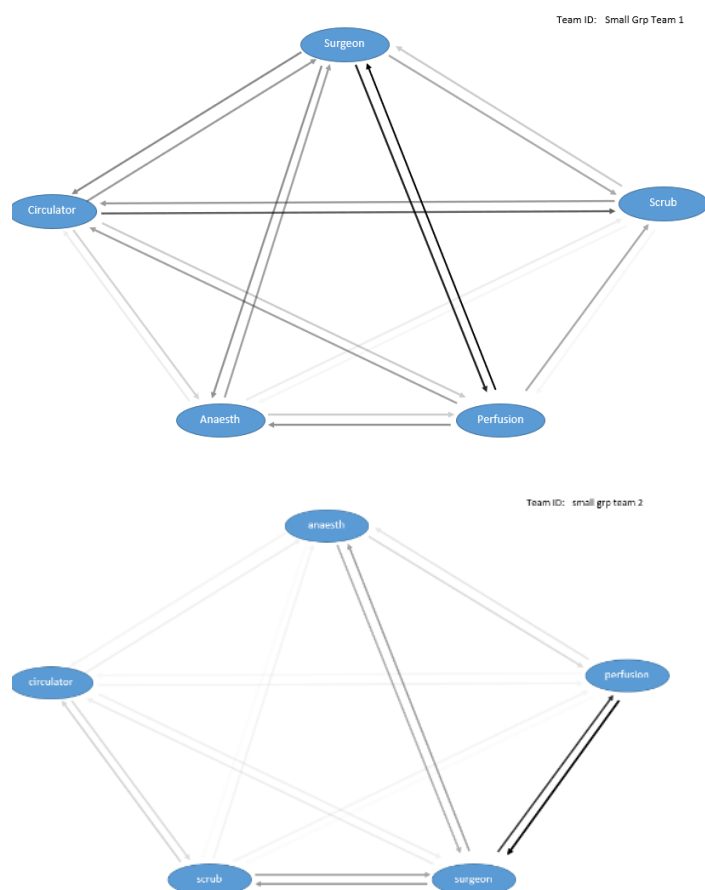 Team ID: Small Grp Team 1
Surgeon
Circulator
Scrub
Anaesth
Perfusion
Team ID: small grp team 2
anaesth
circulator
perfusion
scrub
surgeon